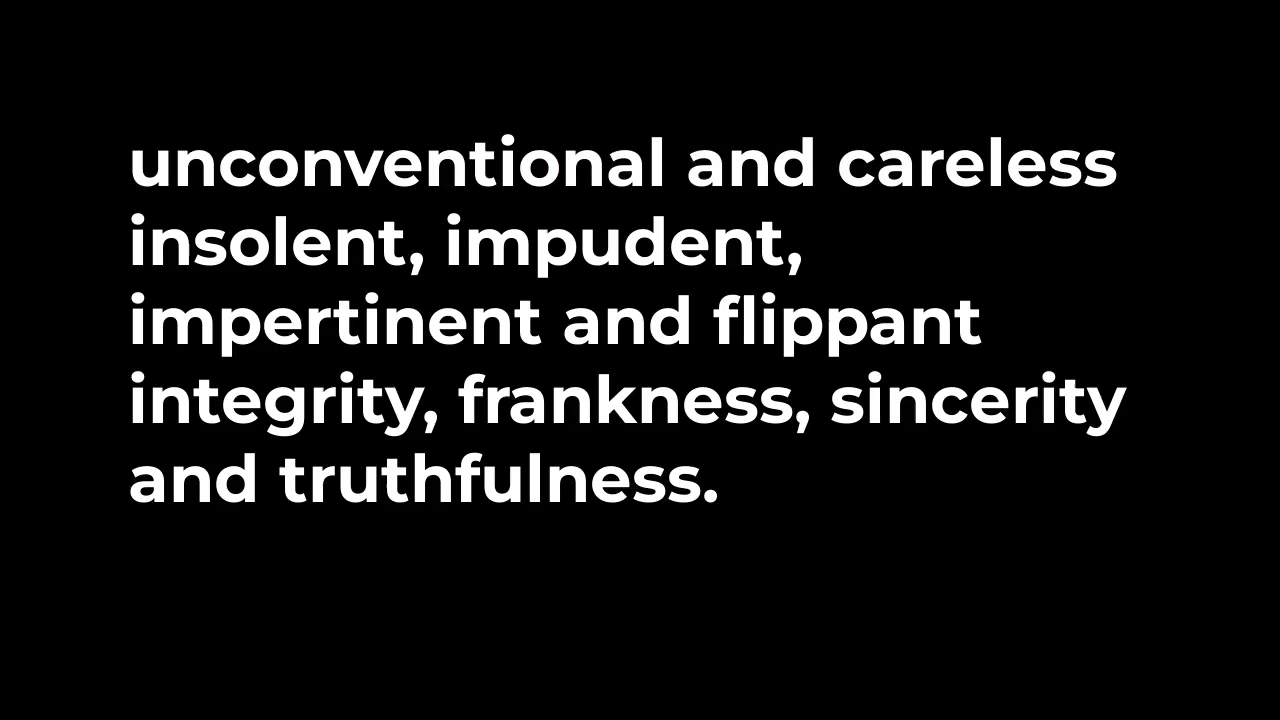 unconventional and careless
insolent, impudent,
impertinent and flippant
integrity, frankness, sincerity
and truthfulness.